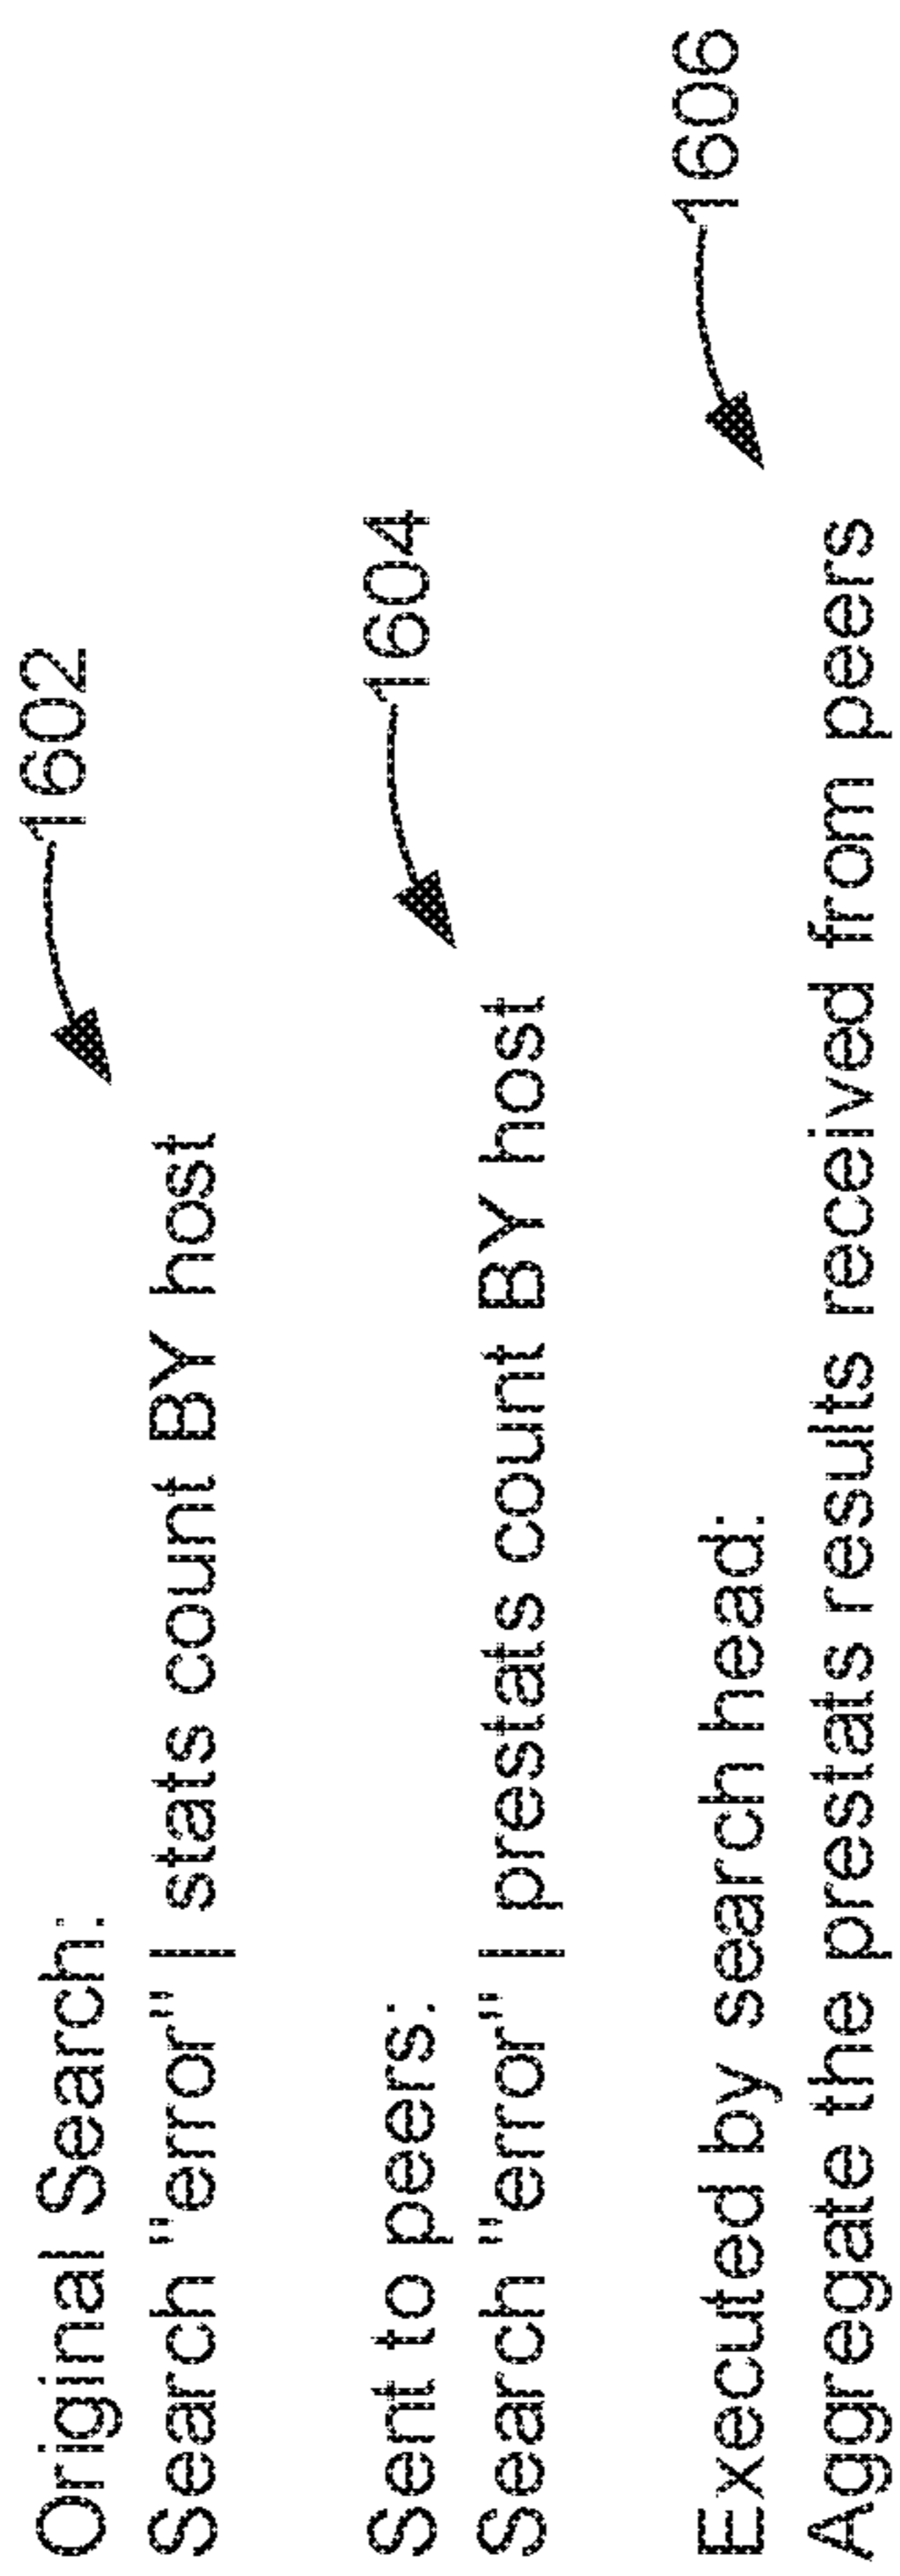 Original Search: 1602
Search "error" | stats count BY host
Sent to peers: 1604
Search "error" | prestats count BY host
Executed by search head: 1606
Aggregate the prestats results received from peers